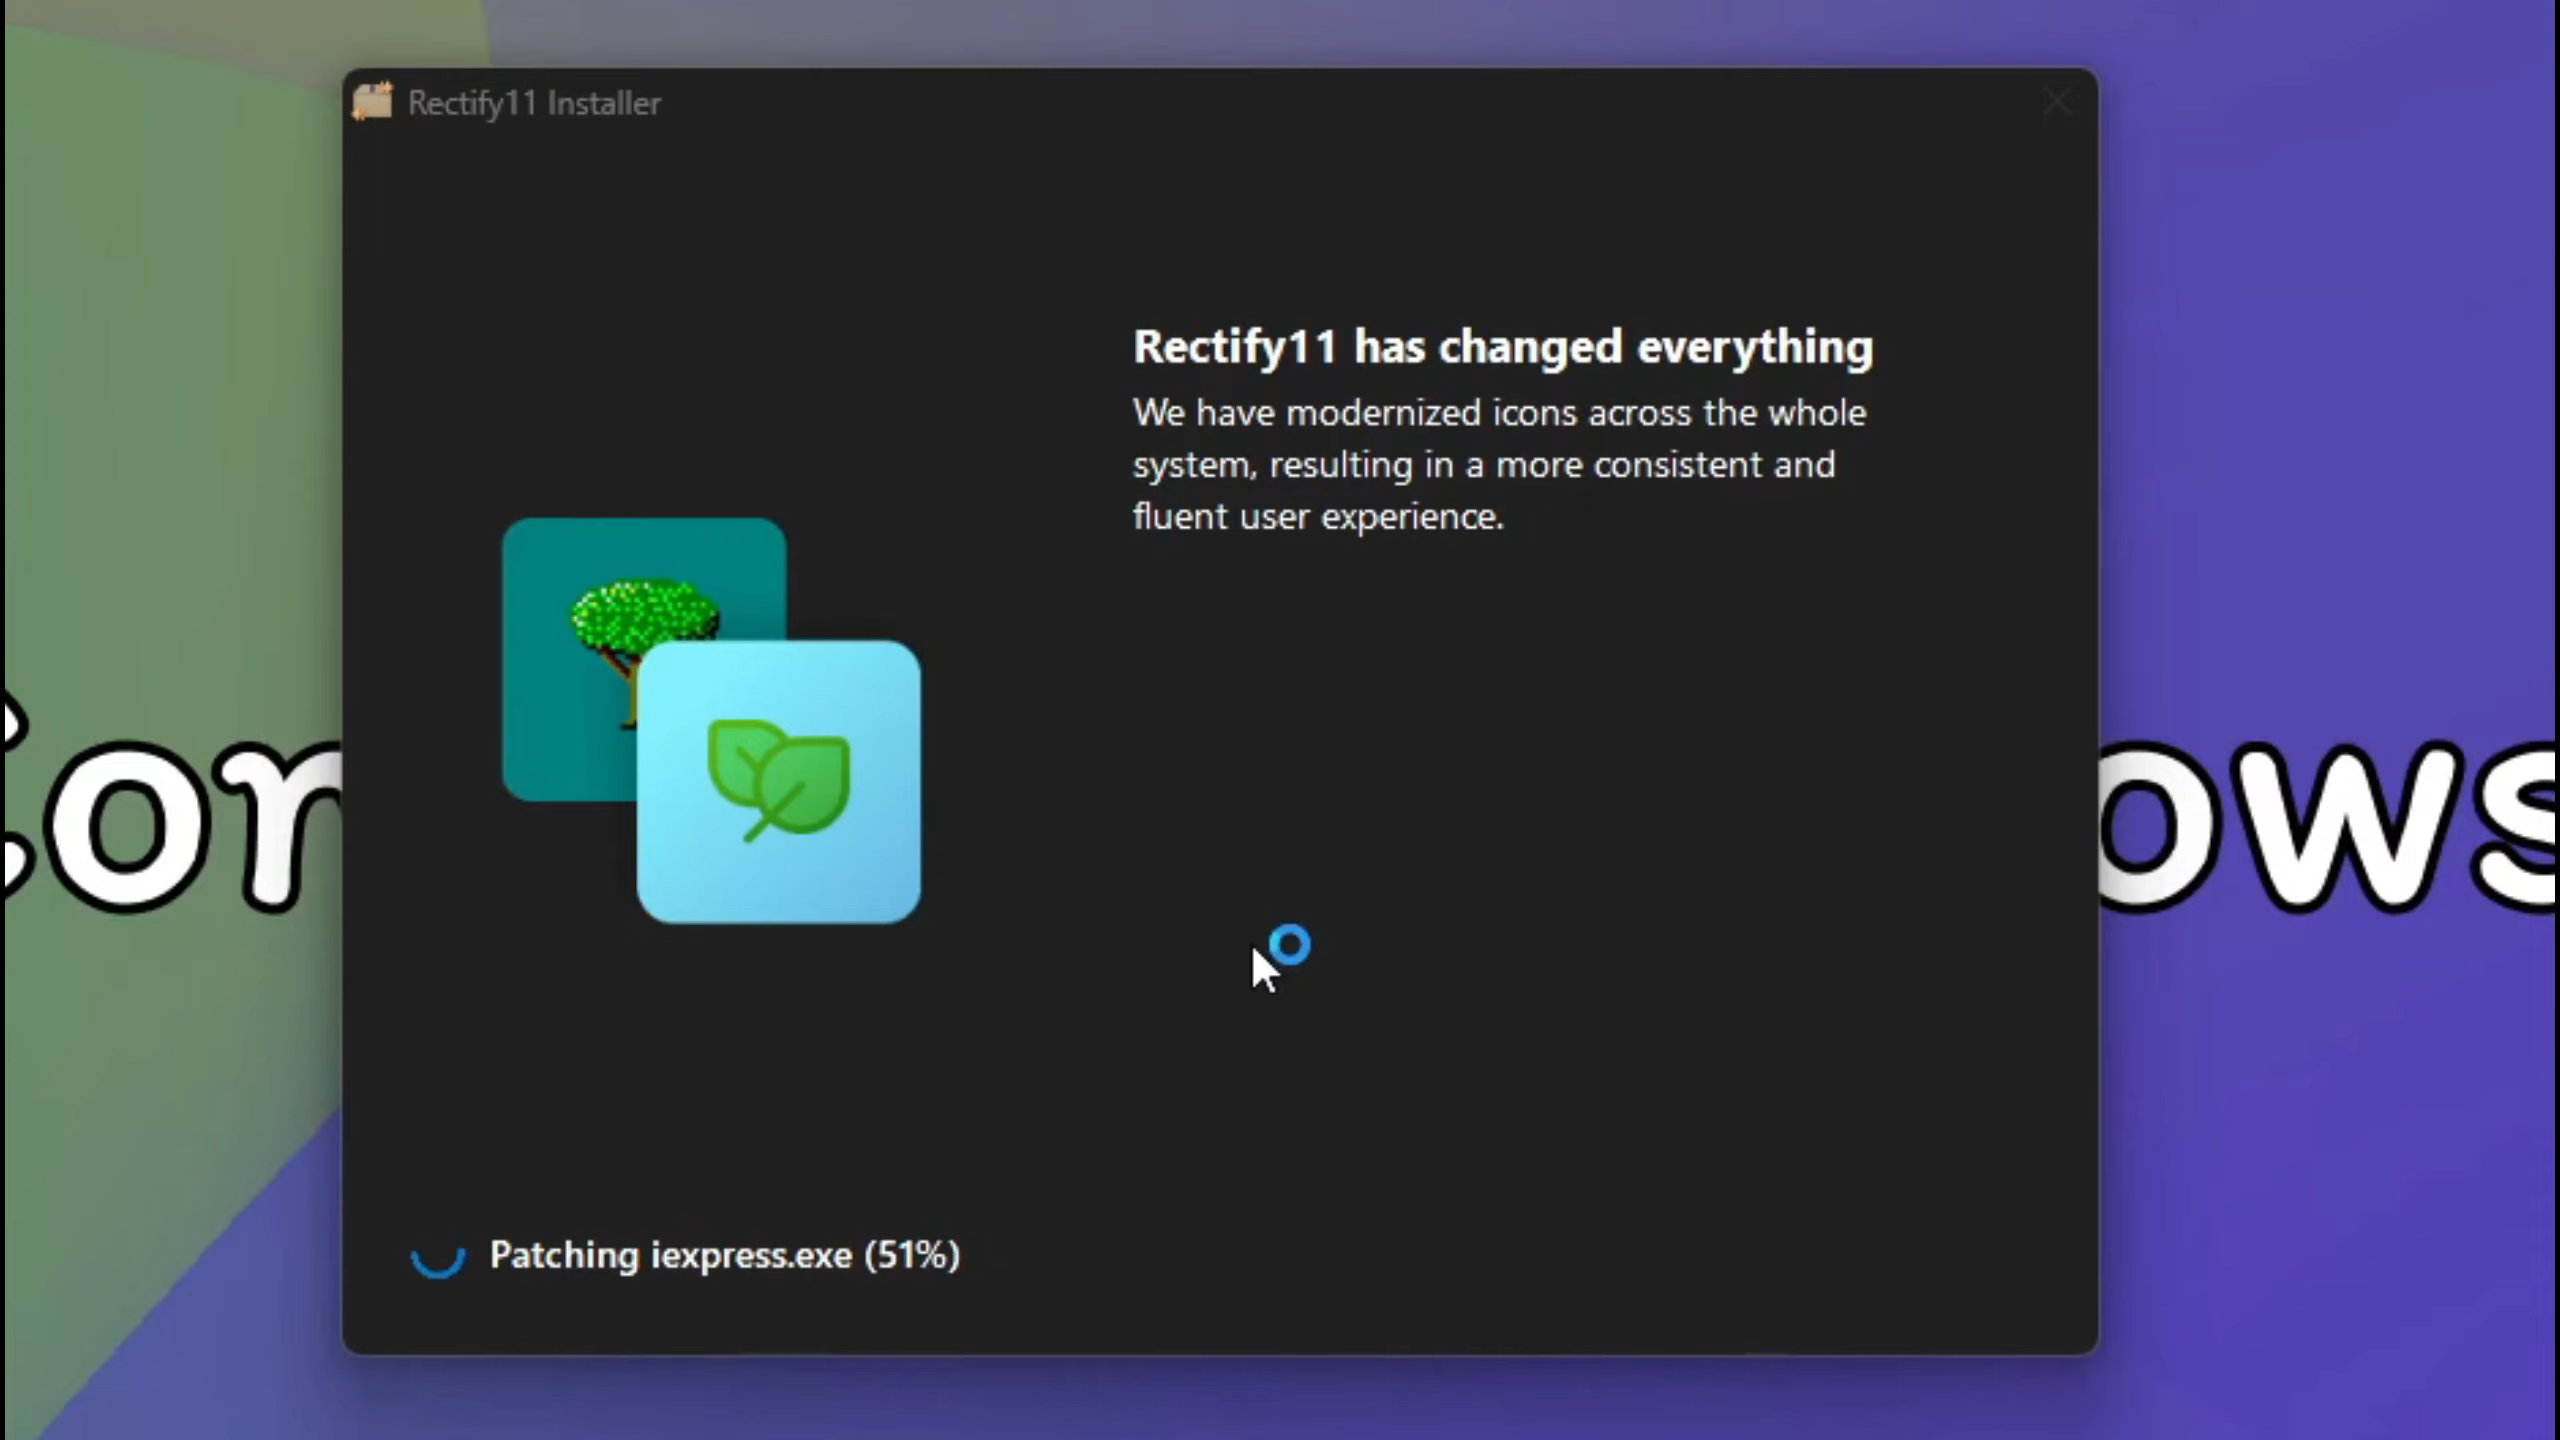 Rectify11 Installer
Rectify11 has changed everything
We have modernized icons across the whole
system, resulting in a more consistent and
fluent user experience.
Patching iexpress.exe (51%)